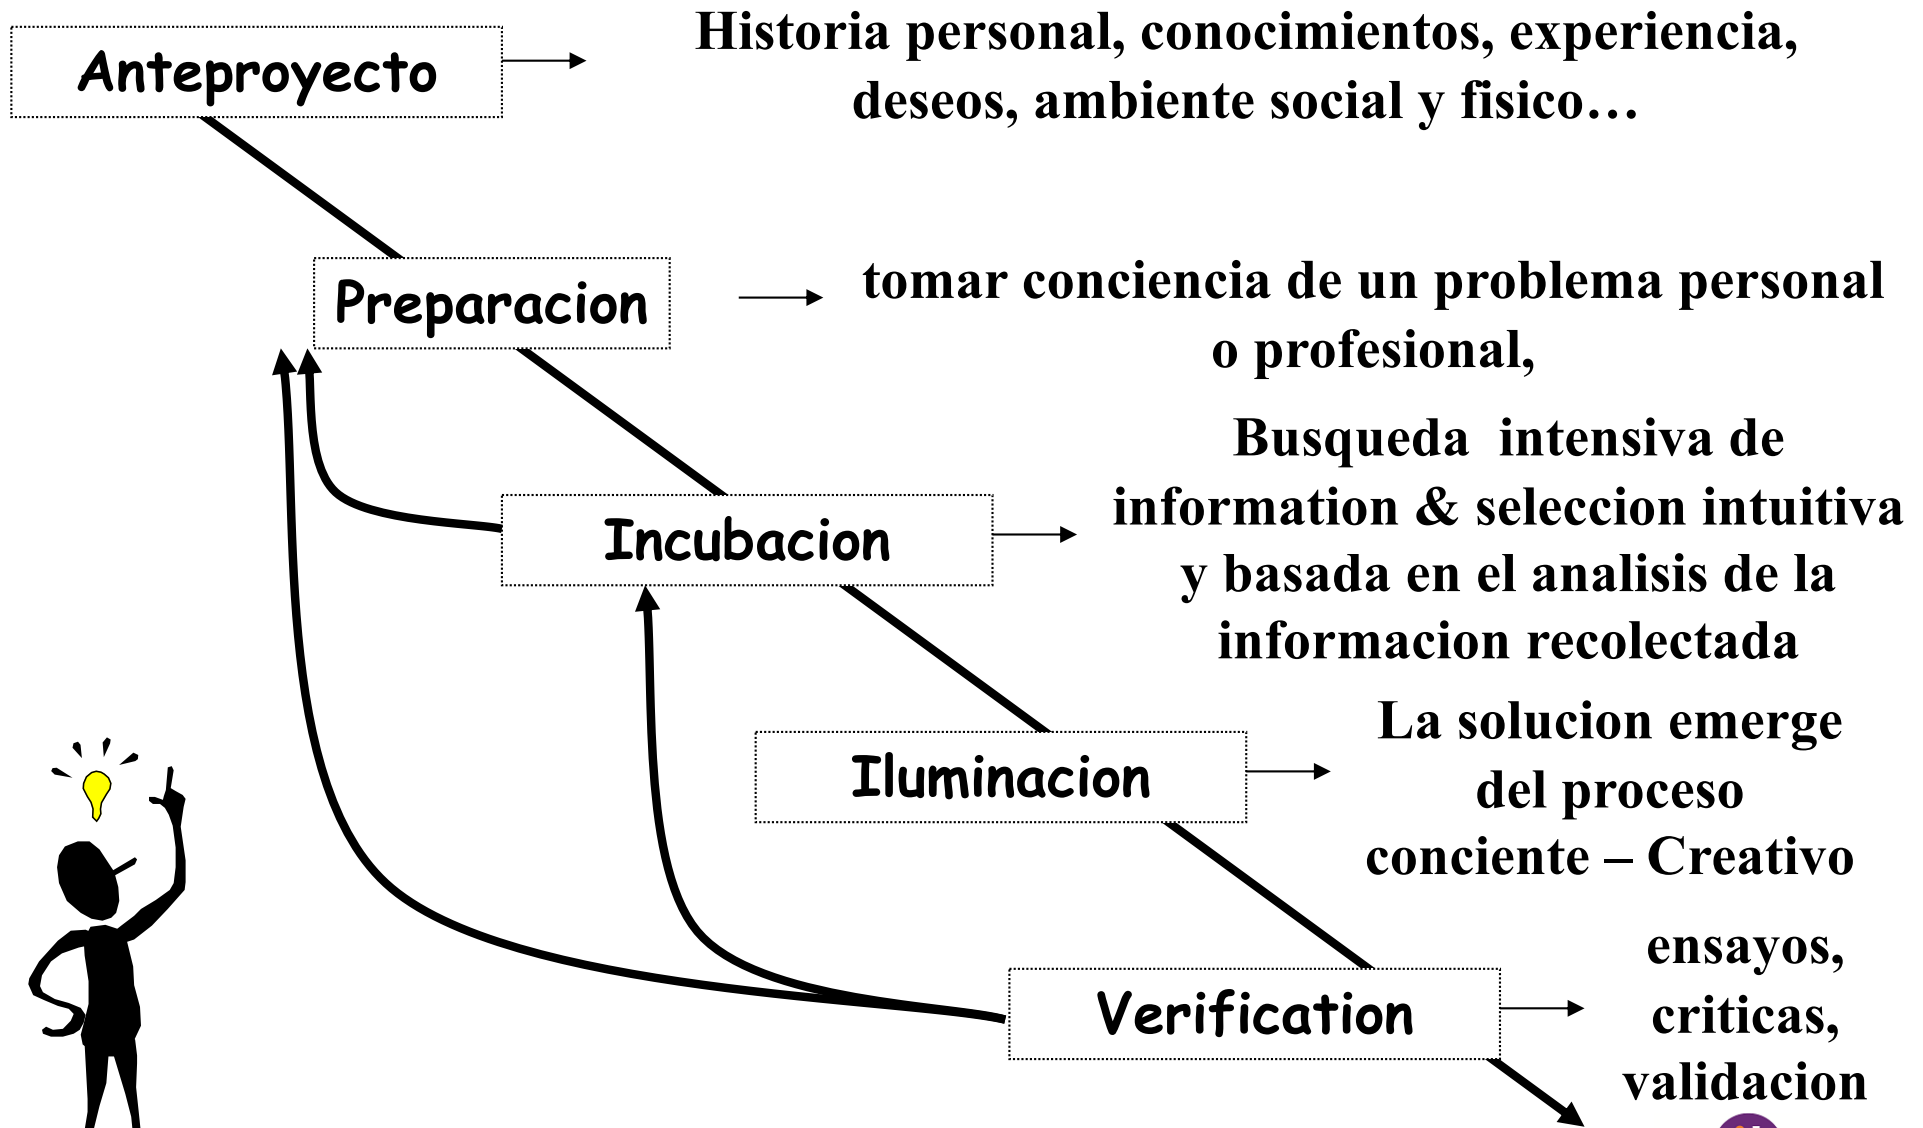 Anteproyecto
Historia personal, conocimientos, experiencia,
deseos, ambiente social y fisico…
Preparacion
tomar conciencia de un problema personal
o profesional,
Incubacion
Busqueda  intensiva de
information & seleccion intuitiva
y basada en el analisis de la
informacion recolectada
Iluminacion
La solucion emerge
del proceso
conciente – Creativo
Verification
ensayos,
criticas,
validacion